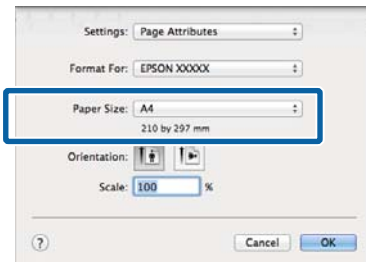 Settings: Page Attributes
Format For: EPSON XXXXX
Paper Size: A4
210 by 297 mm
Orientation:
Scale: 100 %
? Cancel OK